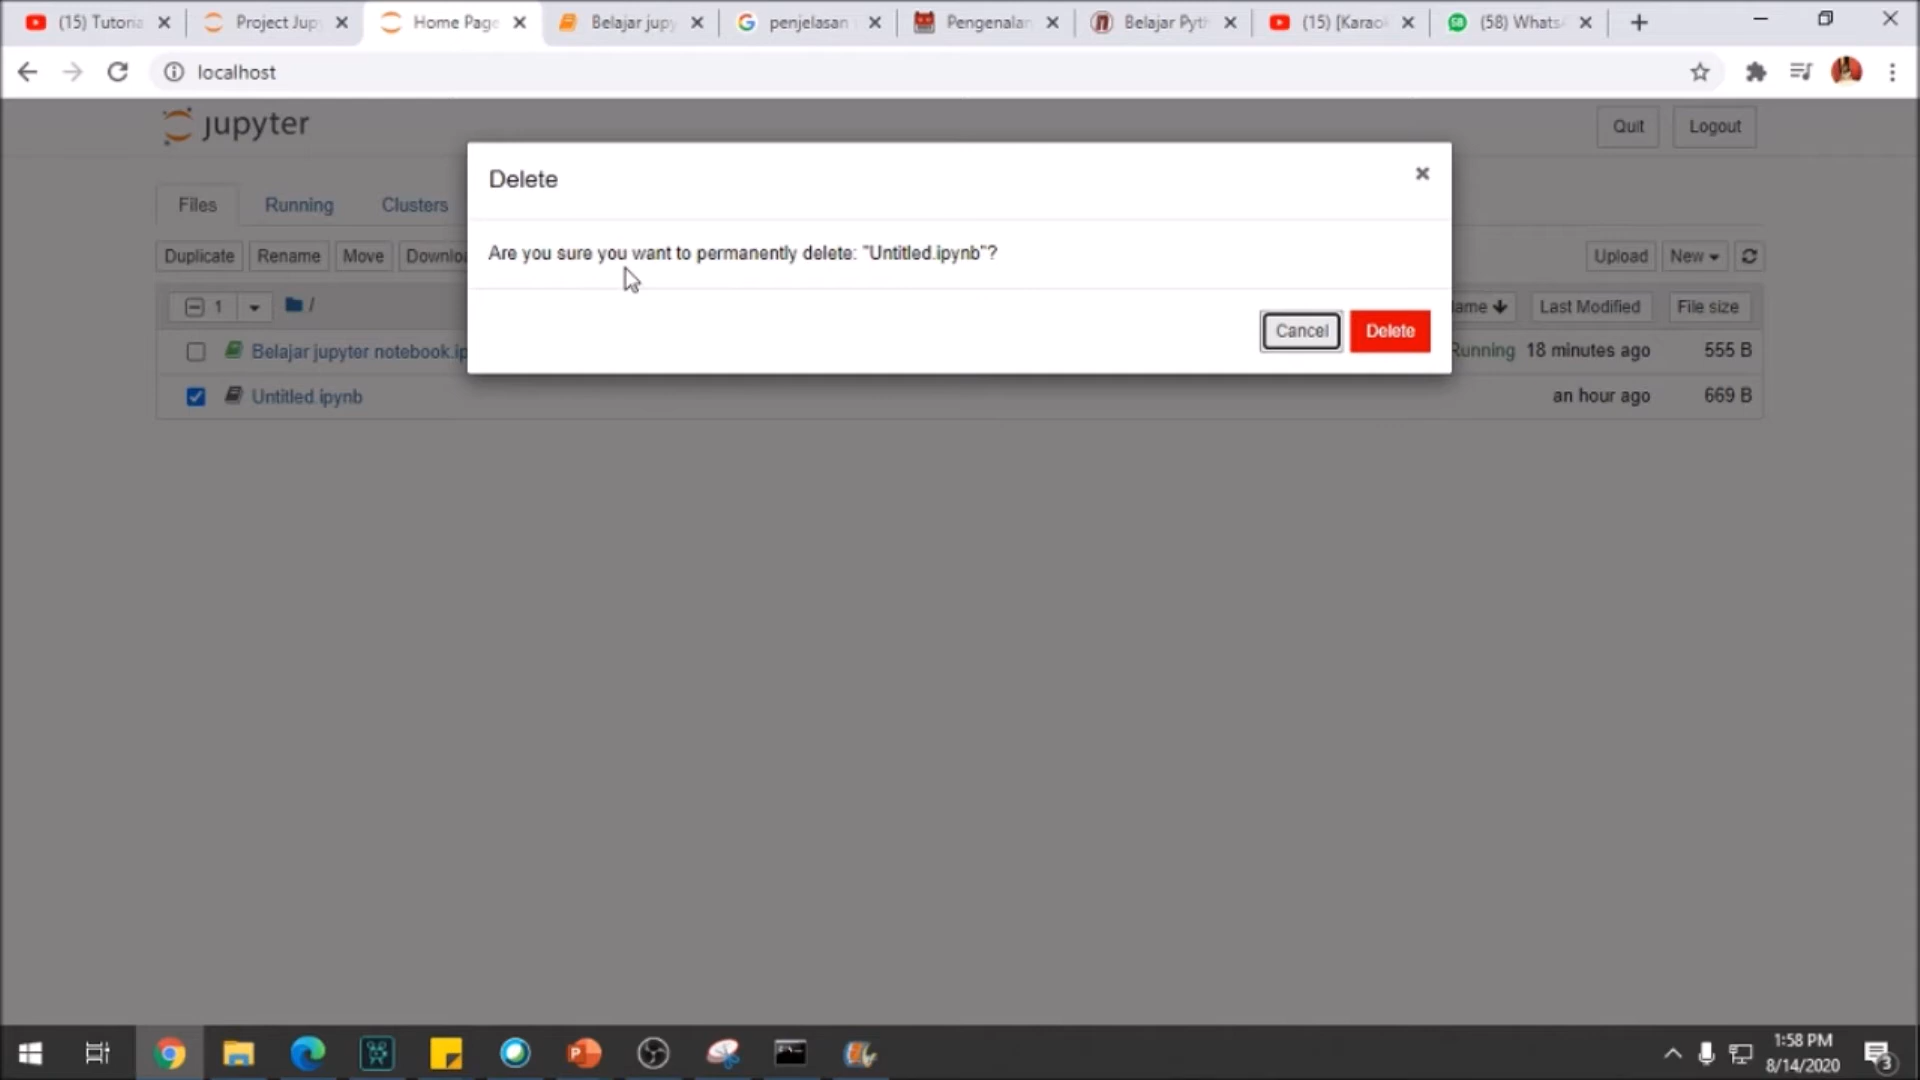 (15) Tutoria
Project Jup
Home Page
Belajar jupy
penjelasan
Pengenalan
Belajar Pyth
(15) [Karao
(58) Whats
localhost
jupyter
Quit
Logout
Delete
Files
Running
Clusters
Are you sure you want to permanently delete: "Untitled.ipynb"?
Duplicate
Rename
Move
Downlo
Upload
New
1
/
Cancel
Delete
ame
Last Modified
File size
Belajar jupyter notebook.ip
Running
18 minutes ago
555 B
Untitled.ipynb
an hour ago
669 B
1:58 PM
8/14/2020
3